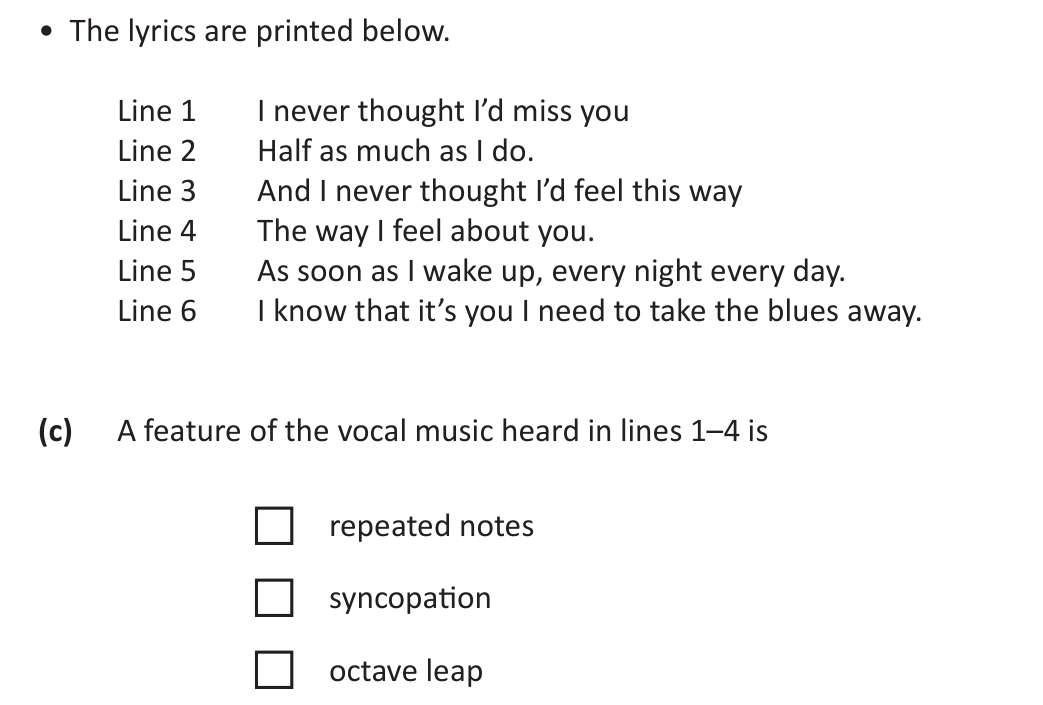 • The lyrics are printed below.
Line 1 I never thought I’d miss you
Line 2 Half as much as I do.
Line 3 And I never thought I’d feel this way
Line 4 The way I feel about you.
Line 5 As soon as I wake up, every night every day.
Line 6 I know that it’s you I need to take the blues away.
(c) A feature of the vocal music heard in lines 1–4 is
repeated notes
syncopation
octave leap